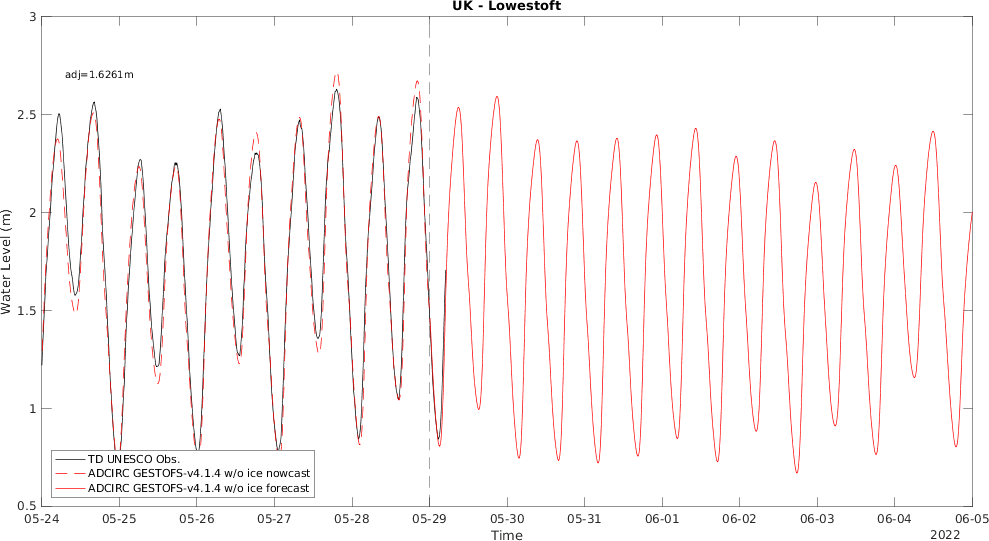 UK - Lowestoft
adj=1.6261m
Water Level (m)
3
2.5
2
1.5
1
0.5
TD UNESCO Obs.
ADCIRC GESTOFS-v4.1.4 w/o ice nowcast
ADCIRC GESTOFS-v4.1.4 w/o ice forecast
05-24 05-25 05-26 05-27 05-28 05-29 05-30 05-31 06-01 06-02 06-03 06-04 06-05
Time
2022